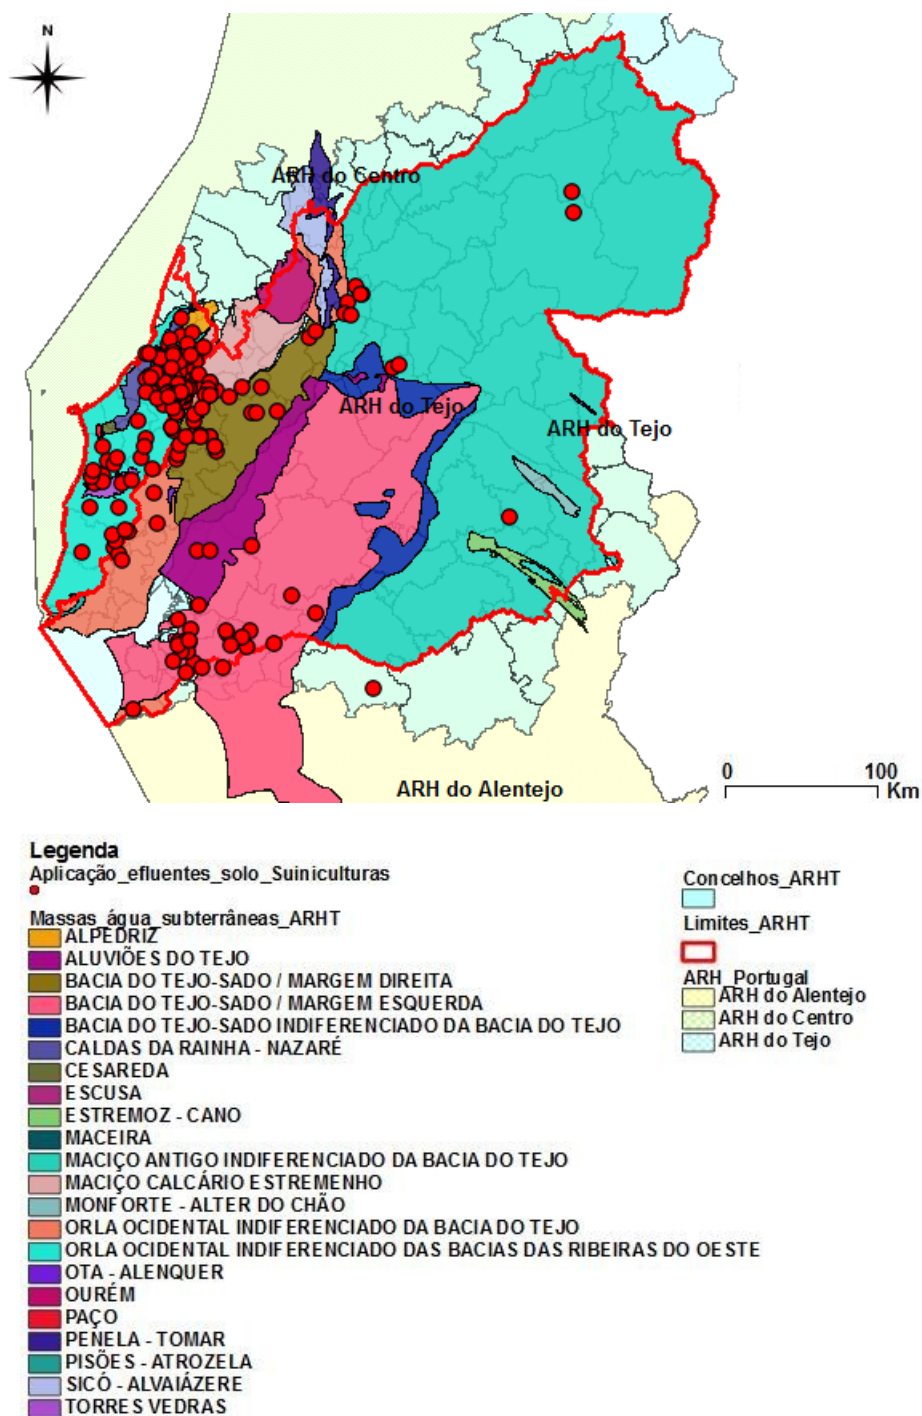 N
ARH do Centro
ARH do Tejo
ARH do Tejo
ARH do Alentejo
0 100
Km
Legenda
Aplicação_efluentes_solo_Suiniculturas
Massas_água_subterrâneas_ARHT
ALPEDRIZ
ALUVIÕES DO TEJO
BACIA DO TEJO-SADO / MARGEM DIREITA
BACIA DO TEJO-SADO / MARGEM ESQUERDA
BACIA DO TEJO-SADO INDIFERENCIADO DA BACIA DO TEJO
CALDAS DA RAINHA - NAZARÉ
CESAREDA
ESCUSA
ESTREMOZ - CANO
MACEIRA
MACIÇO ANTIGO INDIFERENCIADO DA BACIA DO TEJO
MACIÇO CALCÁRIO ESTREMENHO
MONFORTE - ALTER DO CHÃO
ORLA OCIDENTAL INDIFERENCIADO DA BACIA DO TEJO
ORLA OCIDENTAL INDIFERENCIADO DAS BACIAS DAS RIBEIRAS DO OESTE
OTA - ALENQUER
OURÉM
PAÇO
PENELA - TOMAR
PISÕES - ATROZELA
SICÓ - ALVAIÁZERE
TORRES VEDRAS
Concelhos_ARHT
Limites_ARHT
ARH_Portugal
ARH do Alentejo
ARH do Centro
ARH do Tejo